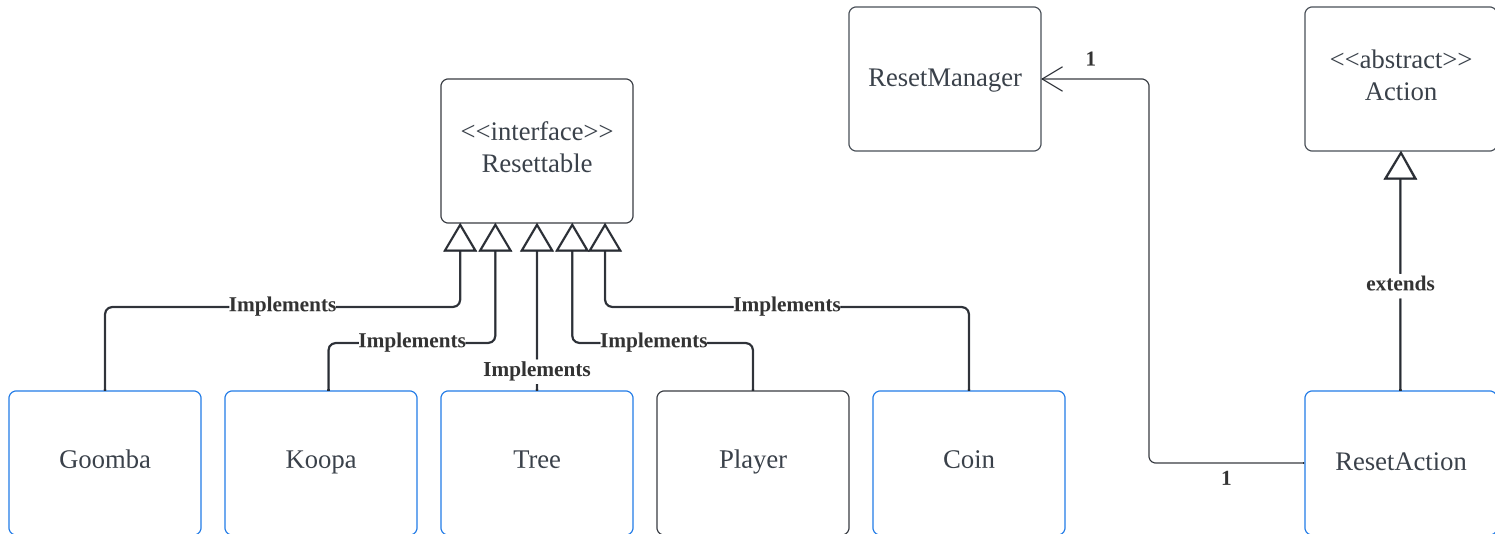 ResetManager
1
<<abstract>>
Action
<<interface>>
Resettable
extends
Implements
Implements
Implements
Implements
Implements
Goomba
Koopa
Tree
Player
Coin
ResetAction
1